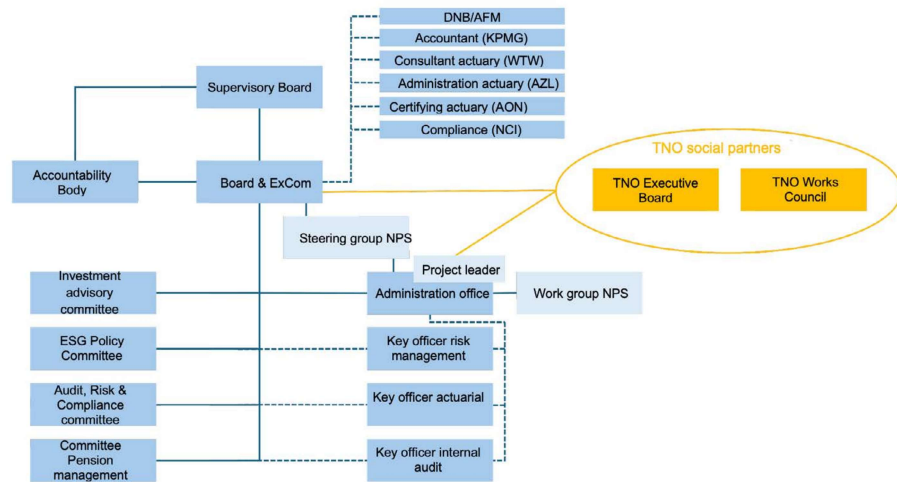 DNB/AFM
Accountant (KPMG)
Consultant actuary (WTW)
Administration actuary (AZL)
Certifying actuary (AON)
Compliance (NCI)
Supervisory Board
Accountability
Body
Board & ExCom
TNO social partners
TNO Executive
Board
TNO Works
Council
Steering group NPS
Project leader
Investment
advisory
committee
Administration office
Work group NPS
ESG Policy
Committee
Key officer risk
management
Audit, Risk &
Compliance
committee
Key officer actuarial
Committee
Pension
management
Key officer internal
audit